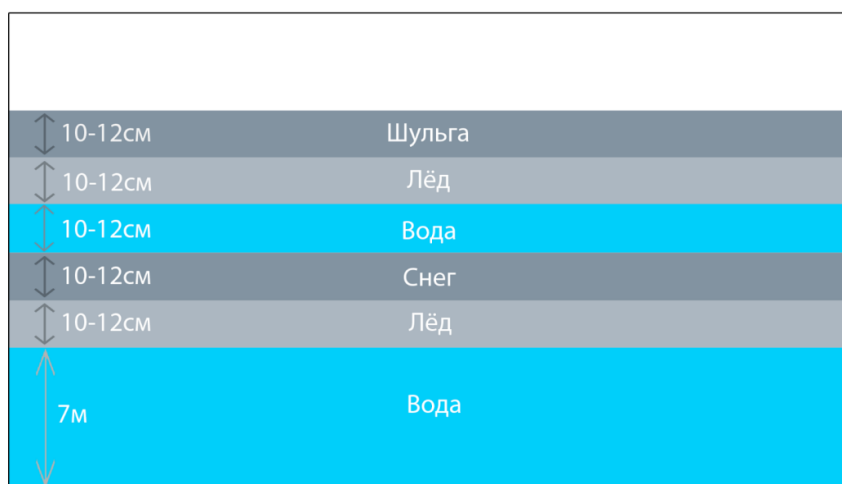 10-12см Шульга
10-12см Лёд
10-12см Вода
10-12см Снег
10-12см Лёд
7м Вода